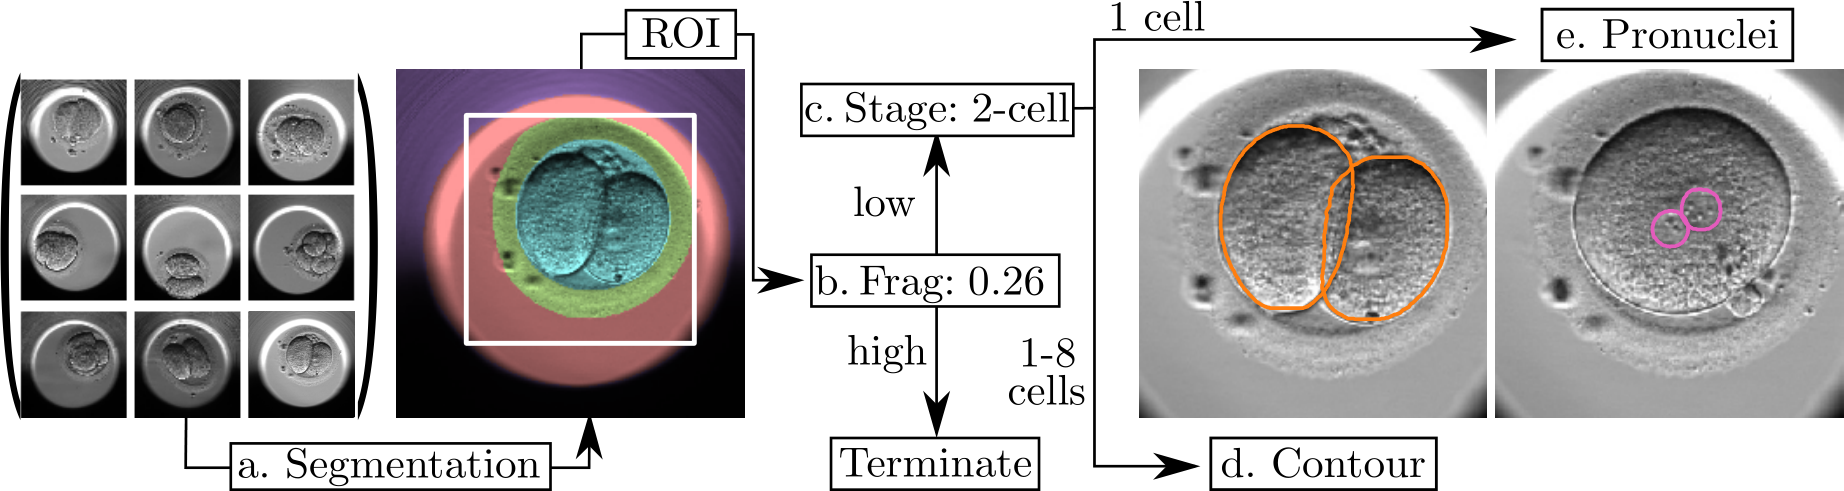 a. Segmentation
ROI
b. Frag: 0.26
low
high
c. Stage: 2-cell
Terminate
1 cell
1-8
cells
d. Contour
e. Pronuclei